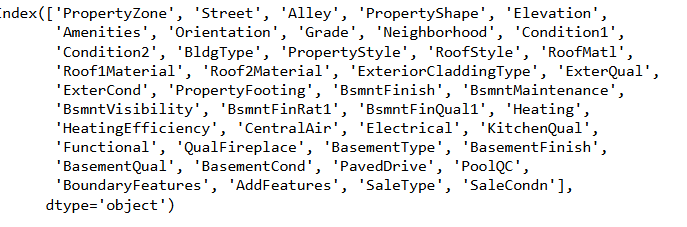 Index(['PropertyZone', 'Street', 'Alley', 'PropertyShape', 'Elevation',
'Amenities', 'Orientation', 'Grade', 'Neighborhood', 'Condition1',
'Condition2', 'BldgType', 'PropertyStyle', 'RoofStyle', 'RoofMatl',
'Roof1Material', 'Roof2Material', 'ExteriorCladdingType', 'ExterQual',
'ExterCond', 'PropertyFooting', 'BsmntFinish', 'BsmntMaintenance',
'BsmntVisibility', 'BsmntFinRat1', 'BsmntFinQual1', 'Heating',
'HeatingEfficiency', 'CentralAir', 'Electrical', 'KitchenQual',
'Functional', 'QualFireplace', 'BasementType', 'BasementFinish',
'BasementQual', 'BasementCond', 'PavedDrive', 'PoolQC',
'BoundaryFeatures', 'AddFeatures', 'SaleType', 'SaleCondn'],
dtype='object')